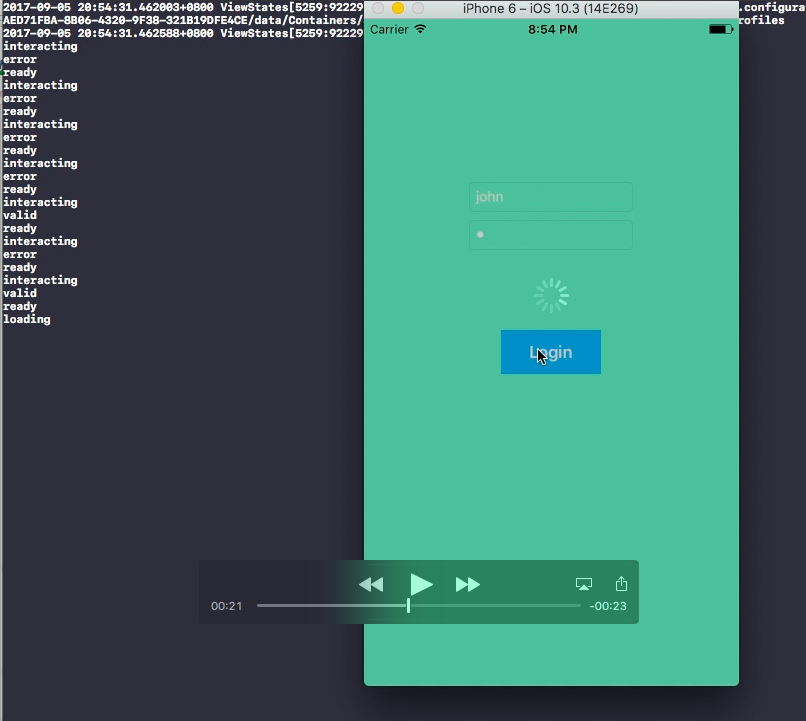 2017-09-05 20:54:31.462003+0800 ViewStates[5259:92229
AED71FBA-8B06-4320-9F38-321B19DFE4CE/data/Containers/
2017-09-05 20:54:31.462588+0800 ViewStates[5259:92229
interacting
error
ready
interacting
error
ready
interacting
error
ready
interacting
error
ready
interacting
valid
ready
interacting
error
ready
interacting
valid
ready
loading
.configura
rofiles
iPhone 6 – iOS 10.3 (14E269)
Carrier
8:54 PM
john
Login
00:21
-00:23